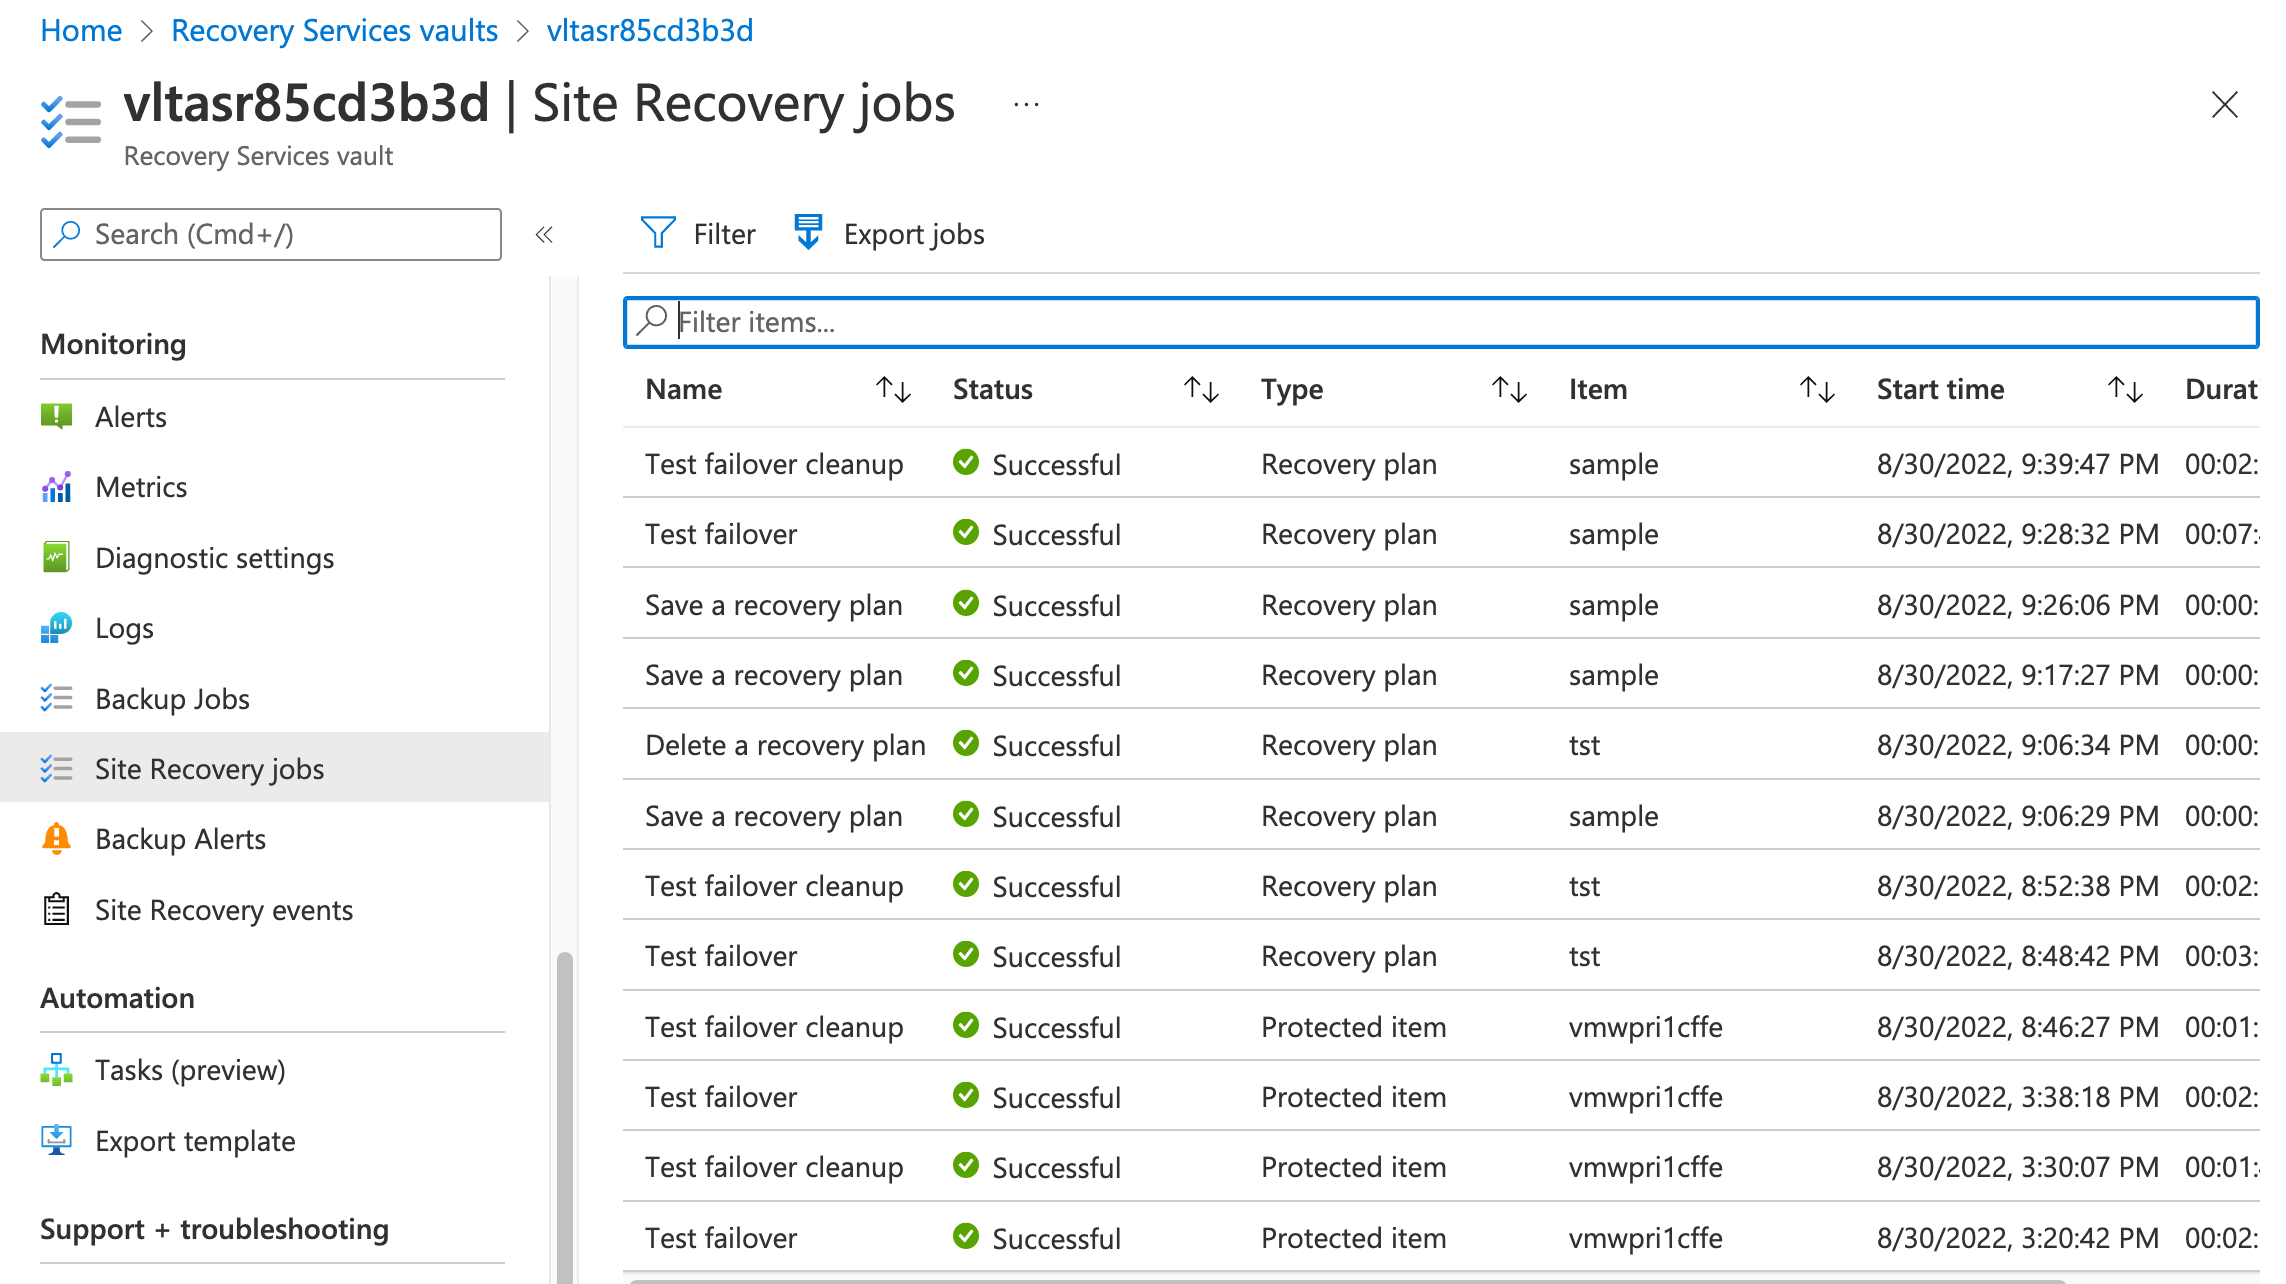 Home > Recovery Services vaults > vltasr85cd3b3d
vltasr85cd3b3d | Site Recovery jobs ...
Recovery Services vault
Search (Cmd+/) «
Monitoring
Alerts
Metrics
Diagnostic settings
Logs
Backup Jobs
Site Recovery jobs
Backup Alerts
Site Recovery events
Automation
Tasks (preview)
Export template
Support + troubleshooting
Filter Export jobs
Filter items...
Name Status Type Item Start time Durati
Test failover cleanup Successful Recovery plan sample 8/30/2022, 9:39:47 PM 00:02:
Test failover Successful Recovery plan sample 8/30/2022, 9:28:32 PM 00:07:
Save a recovery plan Successful Recovery plan sample 8/30/2022, 9:26:06 PM 00:00:
Save a recovery plan Successful Recovery plan sample 8/30/2022, 9:17:27 PM 00:00:
Delete a recovery plan Successful Recovery plan tst 8/30/2022, 9:06:34 PM 00:00:
Save a recovery plan Successful Recovery plan sample 8/30/2022, 9:06:29 PM 00:00:
Test failover cleanup Successful Recovery plan tst 8/30/2022, 8:52:38 PM 00:02:
Test failover Successful Recovery plan tst 8/30/2022, 8:48:42 PM 00:03:
Test failover cleanup Successful Protected item vmwpri1cffe 8/30/2022, 8:46:27 PM 00:01:
Test failover Successful Protected item vmwpri1cffe 8/30/2022, 3:38:18 PM 00:02:
Test failover cleanup Successful Protected item vmwpri1cffe 8/30/2022, 3:30:07 PM 00:01:
Test failover Successful Protected item vmwpri1cffe 8/30/2022, 3:20:42 PM 00:02: